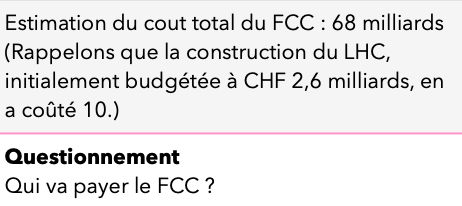 Estimation du cout total du FCC : 68 milliards
(Rappelons que la construction du LHC,
initialement budgétée à CHF 2,6 milliards, en
a coûté 10.)
Questionnement
Qui va payer le FCC ?